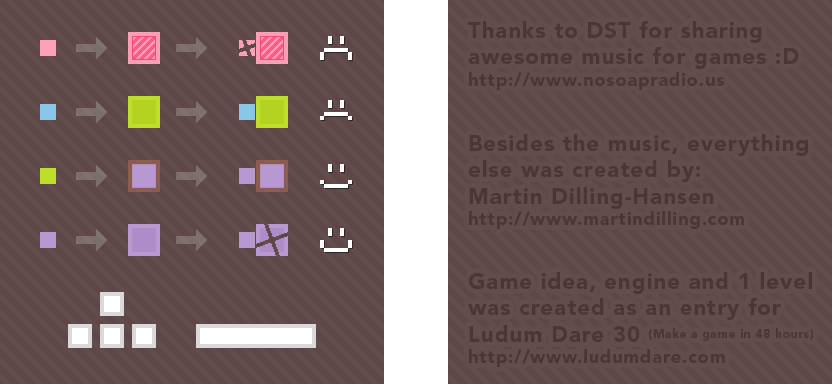 Thanks to DST for sharing
awesome music for games :D
http://www.nosoapradio.us
Besides the music, everything
else was created by:
Martin Dilling-Hansen
http://www.martindilling.com
Game idea, engine and 1 level
was created as an entry for
Ludum Dare 30 (Make a game in 48 hours)
http://www.ludumdare.com